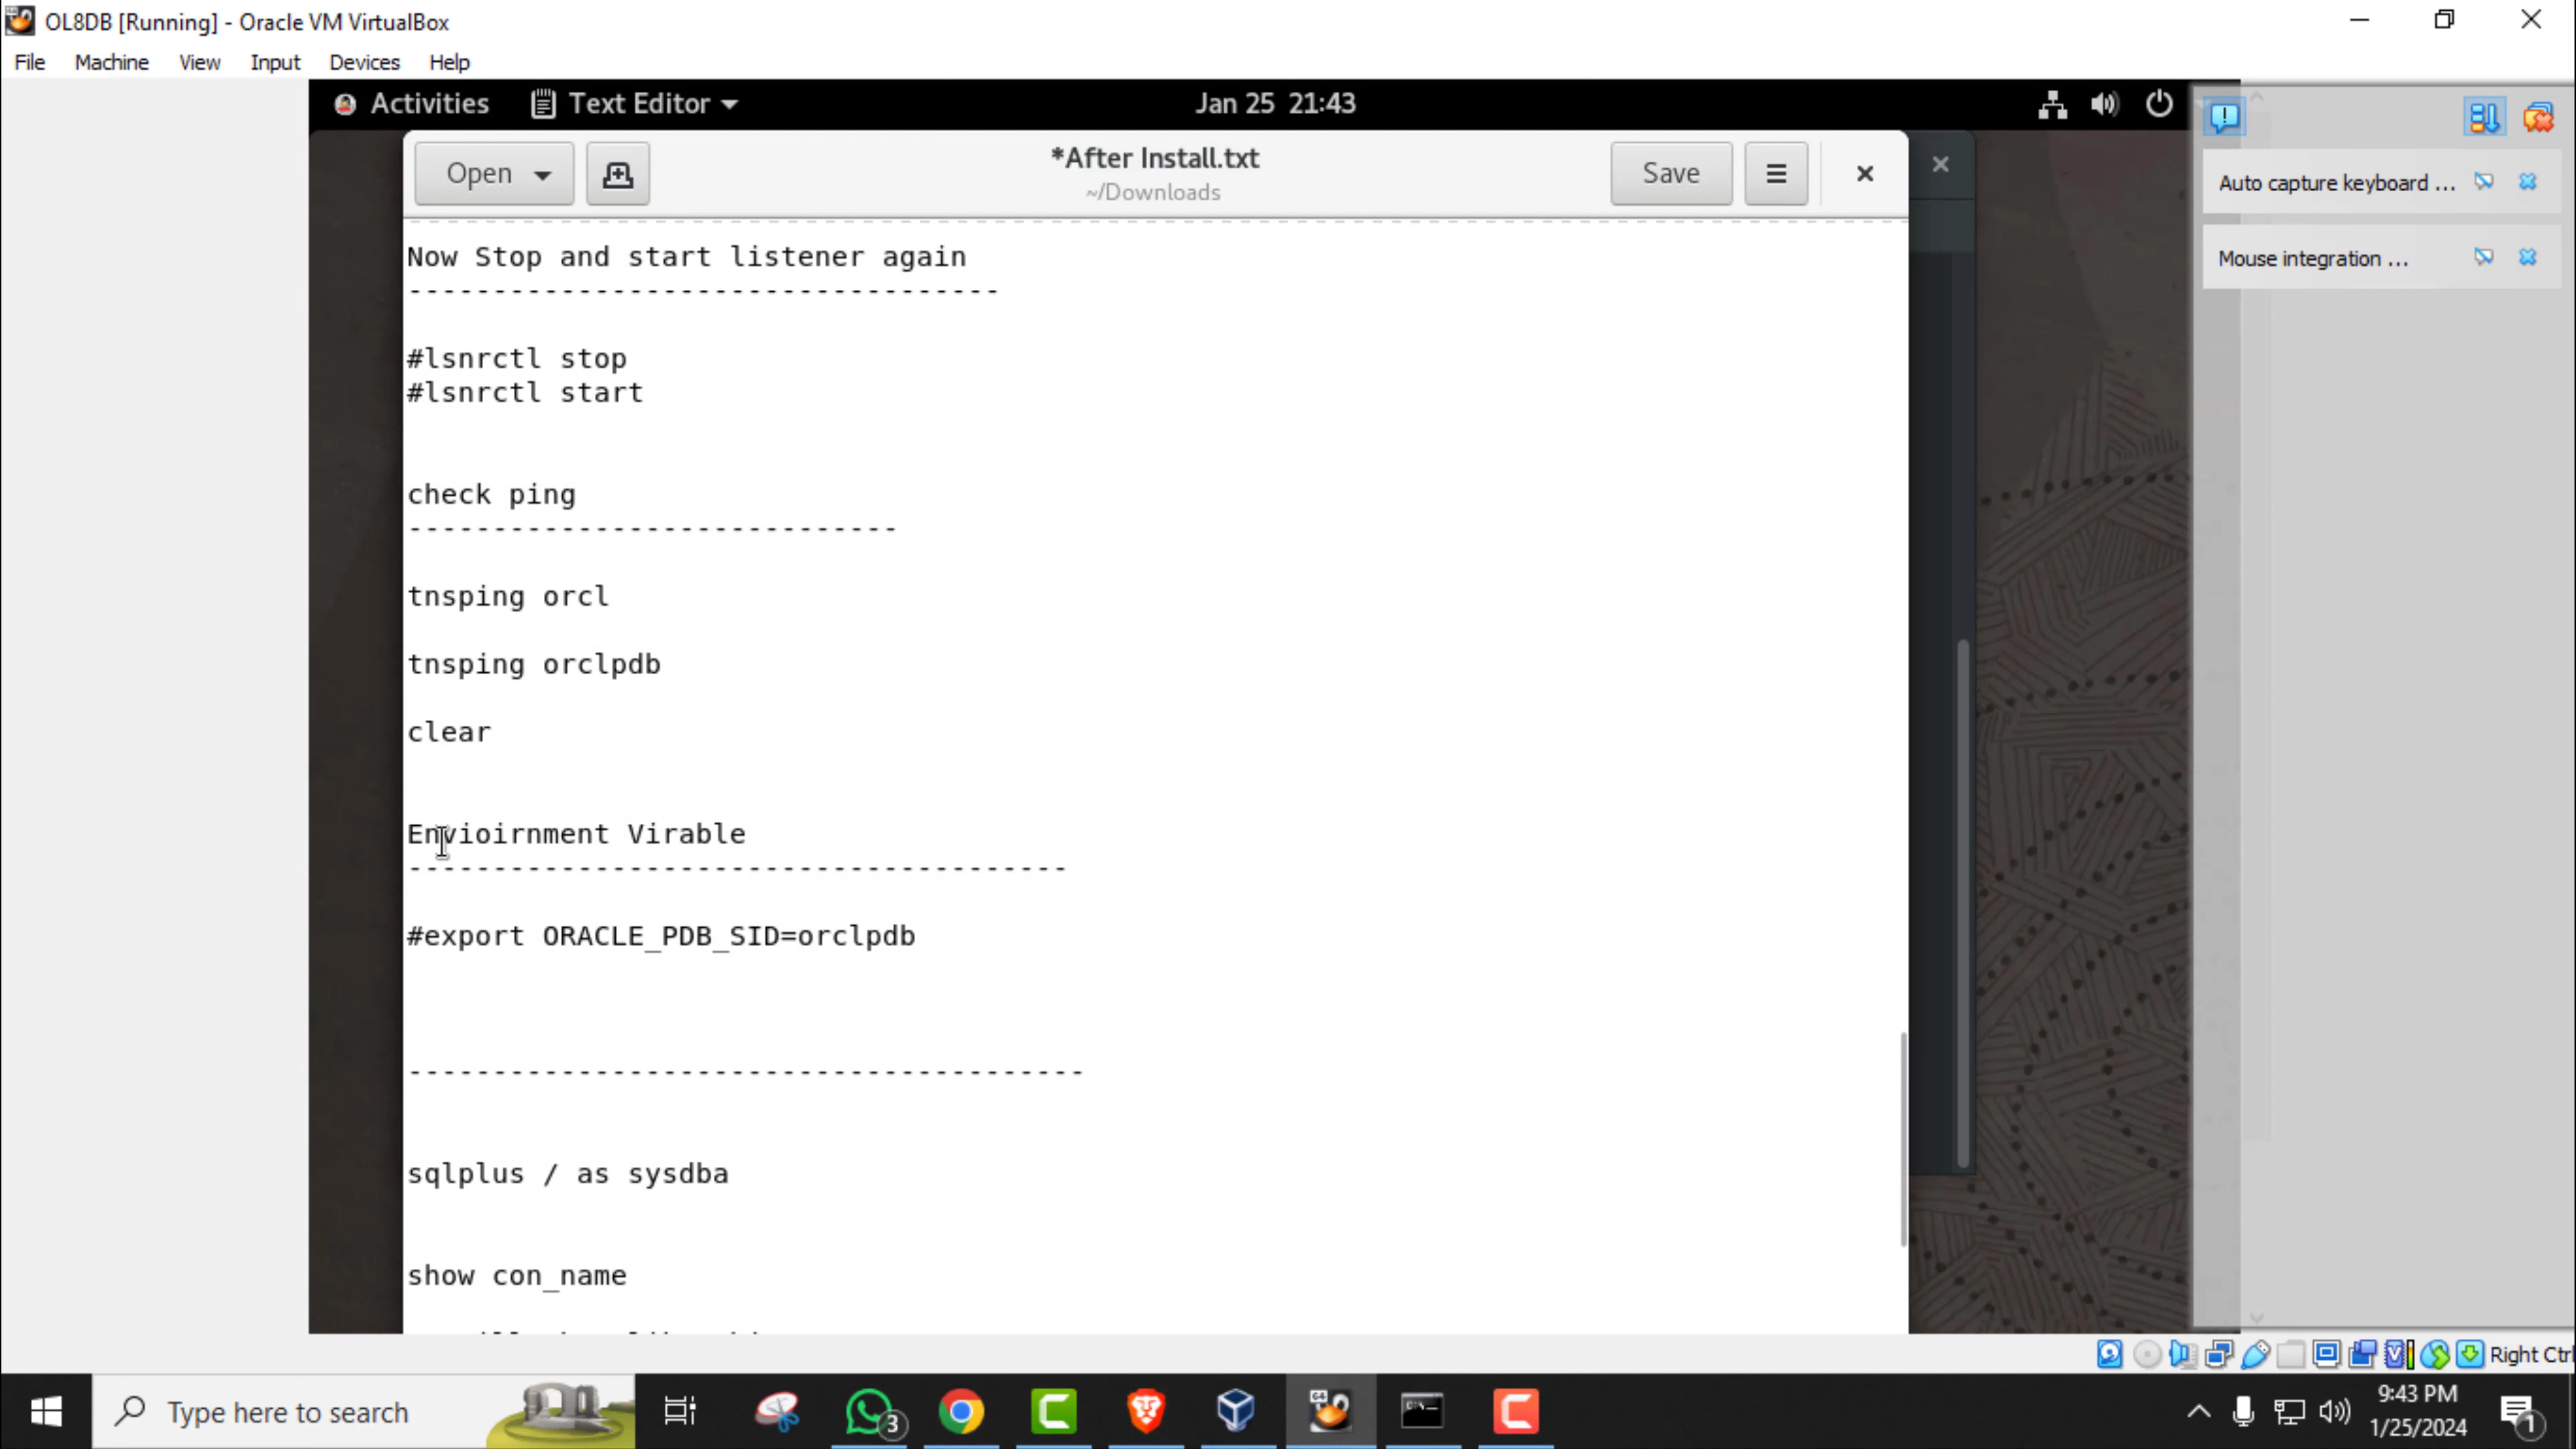 OL8DB [Running] - Oracle VM VirtualBox
File Machine View Input Devices Help
Activities Text Editor Jan 25 21:43
Open *After Install.txt Save
~/Downloads
Auto capture keyboard ...
Mouse integration ...
Now Stop and start listener again
-----------------------------------
#lsnrctl stop
#lsnrctl start
check ping
-----------------------------
tnsping orcl
tnsping orclpdb
clear
Envioirnment Virable
---------------------------------------
#export ORACLE_PDB_SID=orclpdb
----------------------------------------
sqlplus / as sysdba
show con_name
Right Ctrl
Type here to search
3
9:43 PM
1/25/2024
1